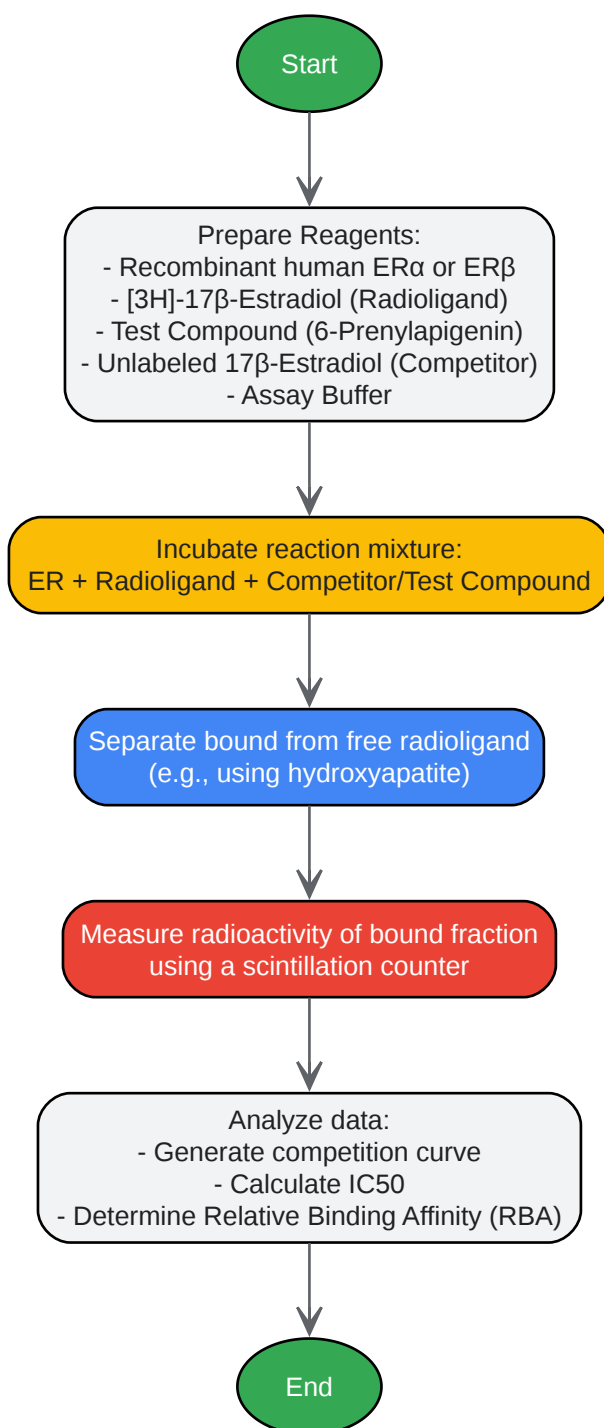 Start
Prepare Reagents:
- Recombinant human ERα or ERβ
- [3H]-17β-Estradiol (Radioligand)
- Test Compound (6-Prenylapigenin)
- Unlabeled 17β-Estradiol (Competitor)
- Assay Buffer
Incubate reaction mixture:
ER + Radioligand + Competitor/Test Compound
Separate bound from free radioligand
(e.g., using hydroxyapatite)
Measure radioactivity of bound fraction
using a scintillation counter
Analyze data:
- Generate competition curve
- Calculate IC50
- Determine Relative Binding Affinity (RBA)
End